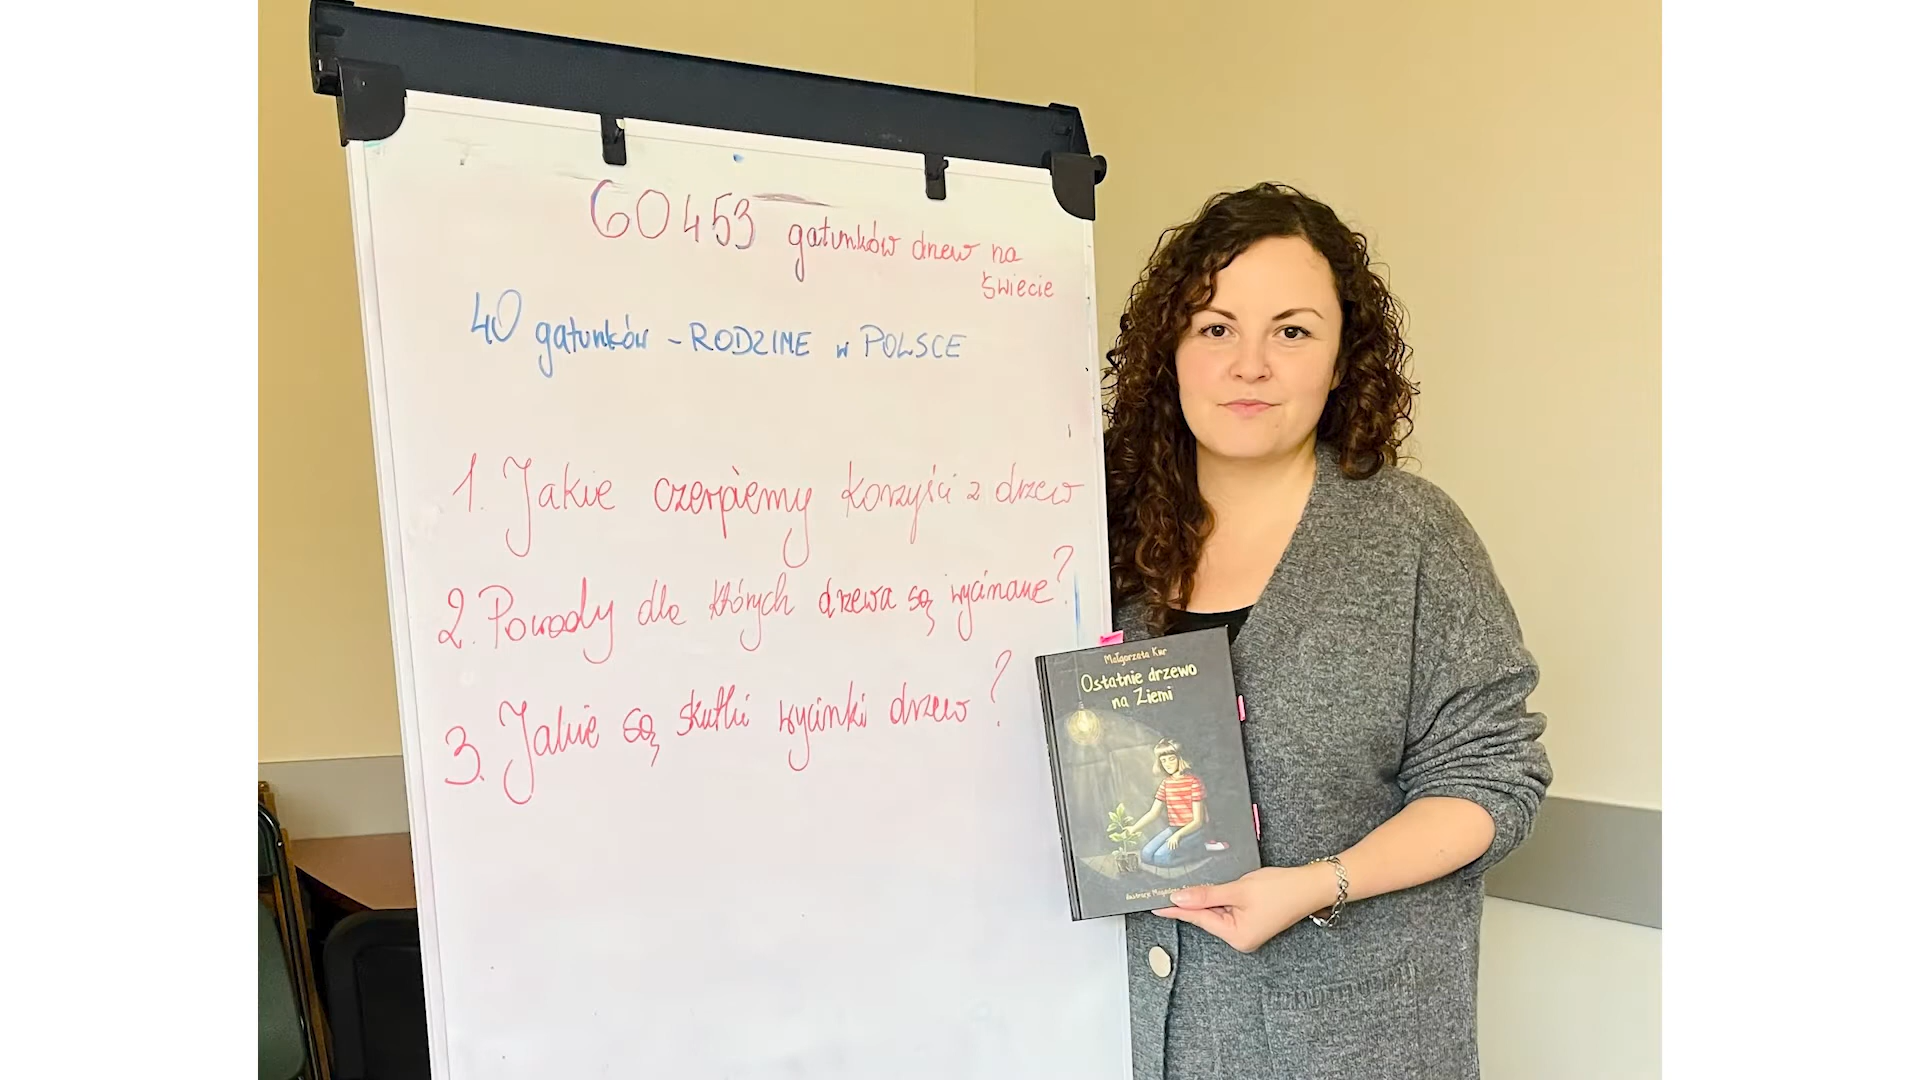 60453 gatunków drzew na
świecie
40 gatunków - RODZIME w POLSCE
1. Jakie czerpiemy korzyści z drzew
2. Powody dla których drzewa są wycinane?
3. Jakie są skutki wycinki drzew?
Małgorzata Kur
Ostatnie drzewo
na Ziemi